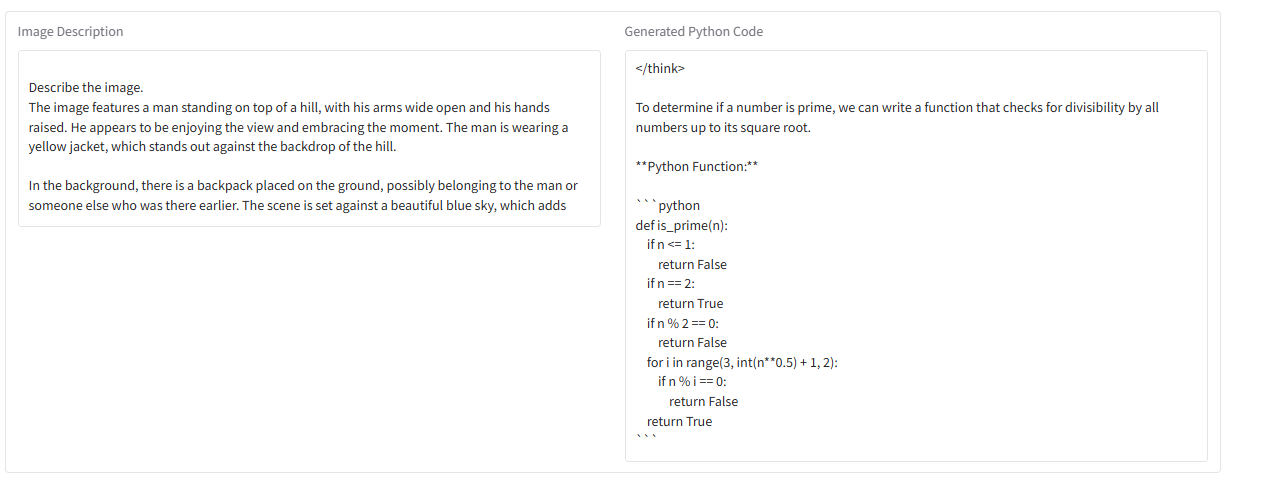 Image Description
Describe the image.
The image features a man standing on top of a hill, with his arms wide open and his hands
raised. He appears to be enjoying the view and embracing the moment. The man is wearing a
yellow jacket, which stands out against the backdrop of the hill.
In the background, there is a backpack placed on the ground, possibly belonging to the man or
someone else who was there earlier. The scene is set against a beautiful blue sky, which adds
Generated Python Code
</think>
To determine if a number is prime, we can write a function that checks for divisibility by all
numbers up to its square root.
**Python Function:**
```python
def is_prime(n):
    if n <= 1:
        return False
    if n == 2:
        return True
    if n % 2 == 0:
        return False
    for i in range(3, int(n**0.5) + 1, 2):
        if n % i == 0:
            return False
    return True
```